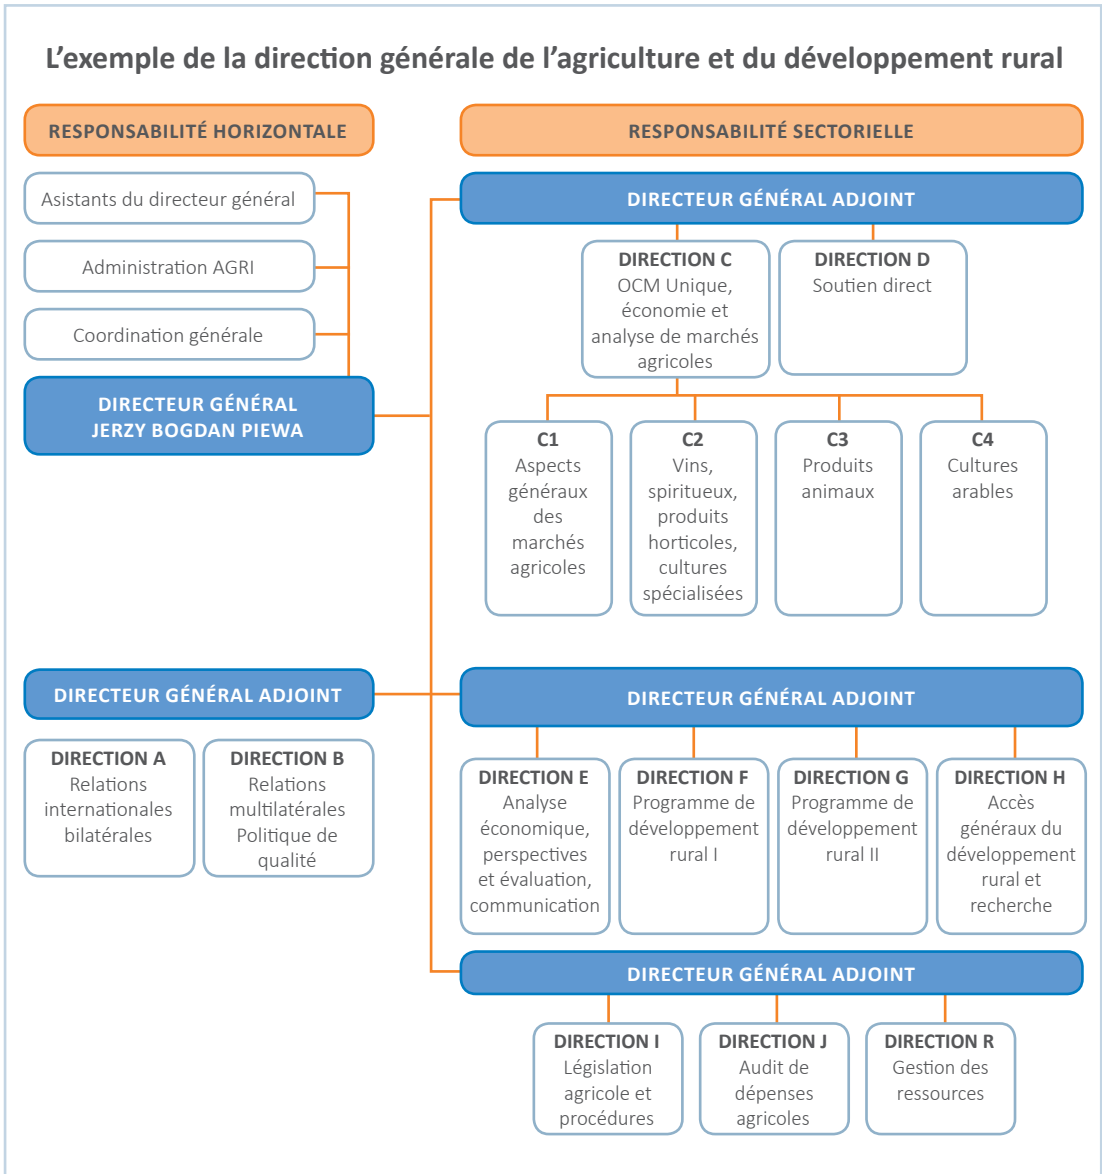 L’exemple de la direction générale de l’agriculture et du développement rural
RESPONSABILITÉ HORIZONTALE
Asistants du directeur général
Administration AGRI
Coordination générale
DIRECTEUR GÉNÉRAL
JERZY BOGDAN PIEWA
DIRECTEUR GÉNÉRAL ADJOINT
DIRECTION A
Relations
internationales
bilatérales
DIRECTION B
Relations
multilatérales
Politique de
qualité
RESPONSABILITÉ SECTORIELLE
DIRECTEUR GÉNÉRAL ADJOINT
DIRECTION C
OCM Unique,
économie et
analyse de marchés
agricoles
DIRECTION D
Soutien direct
C1
Aspects
généraux
des
marchés
agricoles
C2
Vins,
spiritueux,
produits
horticoles,
cultures
spécialisées
C3
Produits
animaux
C4
Cultures
arables
DIRECTEUR GÉNÉRAL ADJOINT
DIRECTION E
Analyse
économique,
perspectives
et évaluation,
communication
DIRECTION F
Programme de
développement
rural I
DIRECTION G
Programme de
développement
rural II
DIRECTION H
Accès
généraux du
développement
rural et
recherche
DIRECTEUR GÉNÉRAL ADJOINT
DIRECTION I
Législation
agricole et
procédures
DIRECTION J
Audit de
dépenses
agricoles
DIRECTION R
Gestion des
ressources